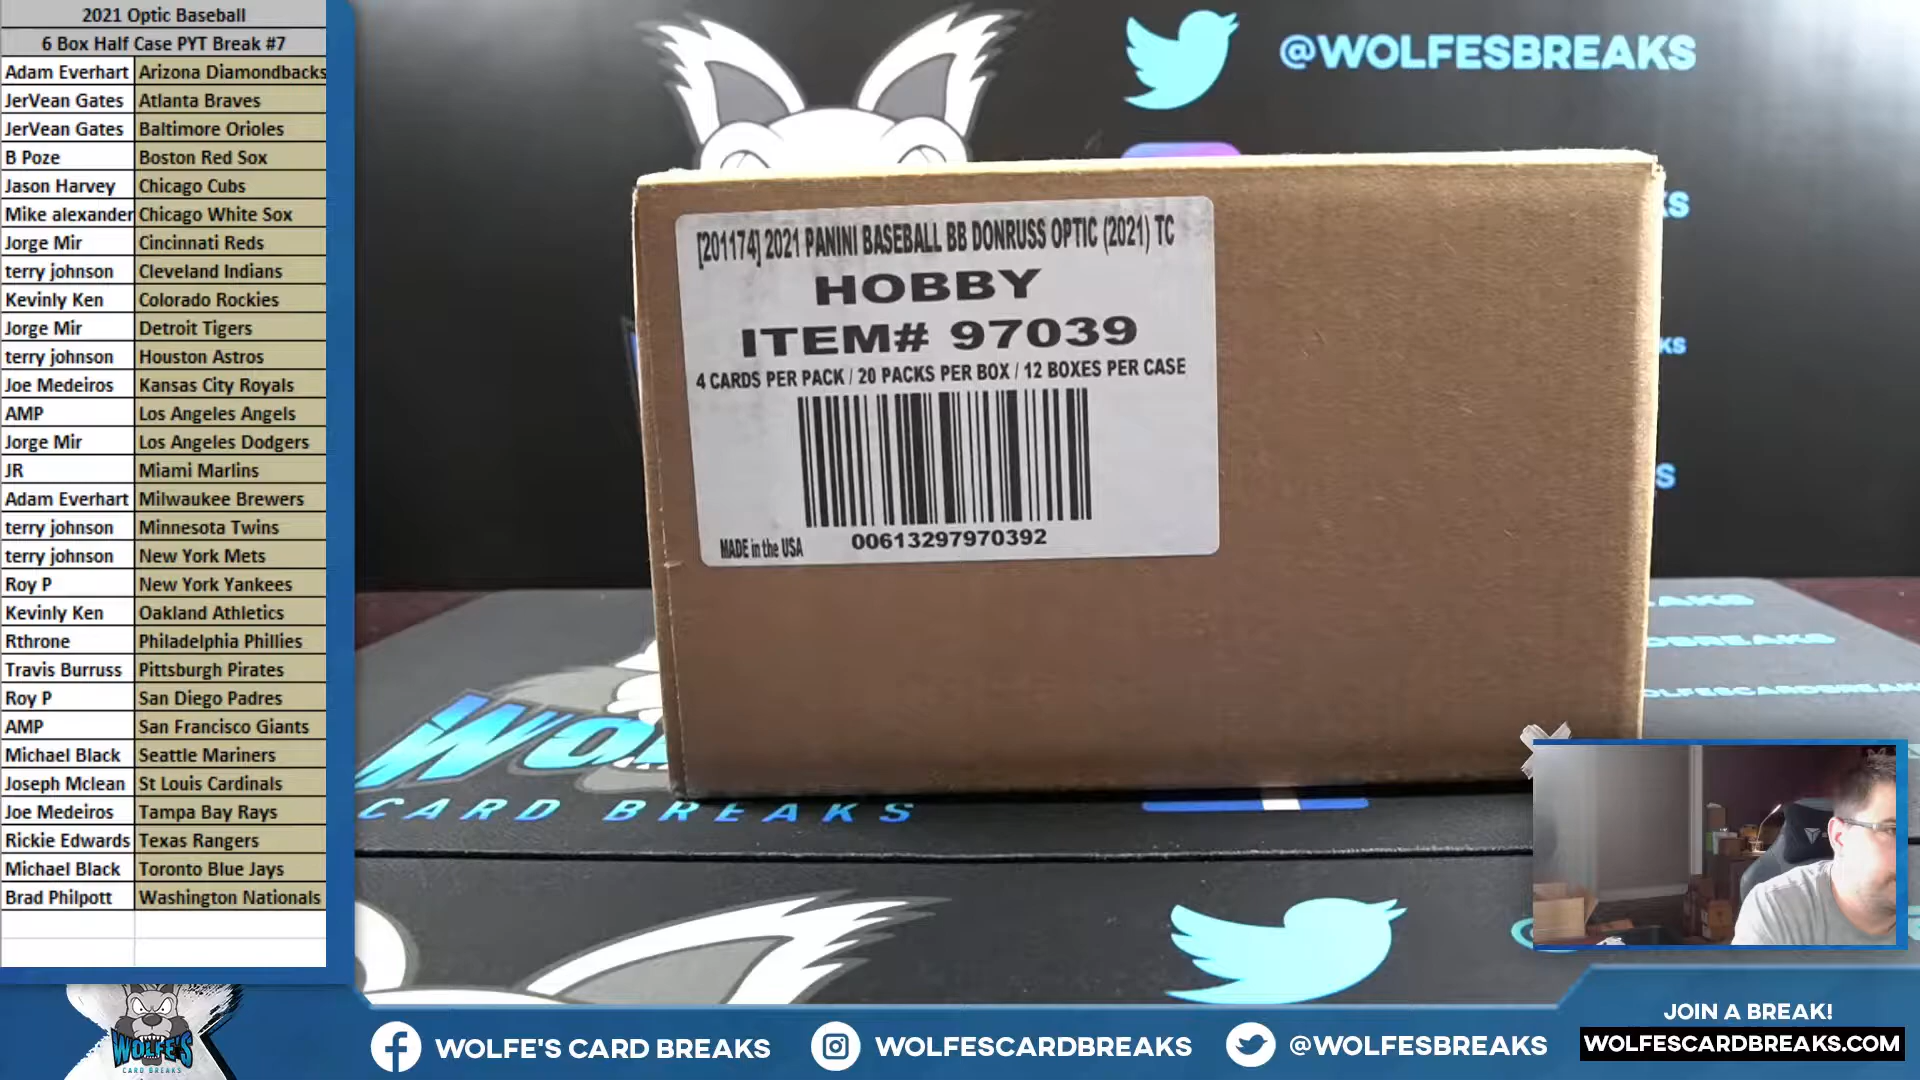 2021 Optic Baseball
6 Box Half Case PYT Break #7
Adam Everhart Arizona Diamondbacks
JerVean Gates Atlanta Braves
JerVean Gates Baltimore Orioles
B Poze Boston Red Sox
Jason Harvey Chicago Cubs
Mike alexander Chicago White Sox
Jorge Mir Cincinnati Reds
terry johnson Cleveland Indians
Kevinly Ken Colorado Rockies
Jorge Mir Detroit Tigers
terry johnson Houston Astros
Joe Medeiros Kansas City Royals
AMP Los Angeles Angels
Jorge Mir Los Angeles Dodgers
JR Miami Marlins
Adam Everhart Milwaukee Brewers
terry johnson Minnesota Twins
terry johnson New York Mets
Roy P New York Yankees
Kevinly Ken Oakland Athletics
Rthrone Philadelphia Phillies
Travis Burruss Pittsburgh Pirates
Roy P San Diego Padres
AMP San Francisco Giants
Michael Black Seattle Mariners
Joseph Mclean St Louis Cardinals
Joe Medeiros Tampa Bay Rays
Rickie Edwards Texas Rangers
Michael Black Toronto Blue Jays
Brad Philpott Washington Nationals
@WOLFESBREAKS
[201174] 2021 PANINI BASEBALL BB DONRUSS OPTIC (2021) TC
HOBBY
ITEM# 97039
4 CARDS PER PACK / 20 PACKS PER BOX / 12 BOXES PER CASE
MADE in the USA 00613297970392
CARD BREAKS
WOLFE'S
CARD BREAKS
WOLFE'S CARD BREAKS
WOLFESCARDBREAKS
@WOLFESBREAKS
JOIN A BREAK!
WOLFESCARDBREAKS.COM